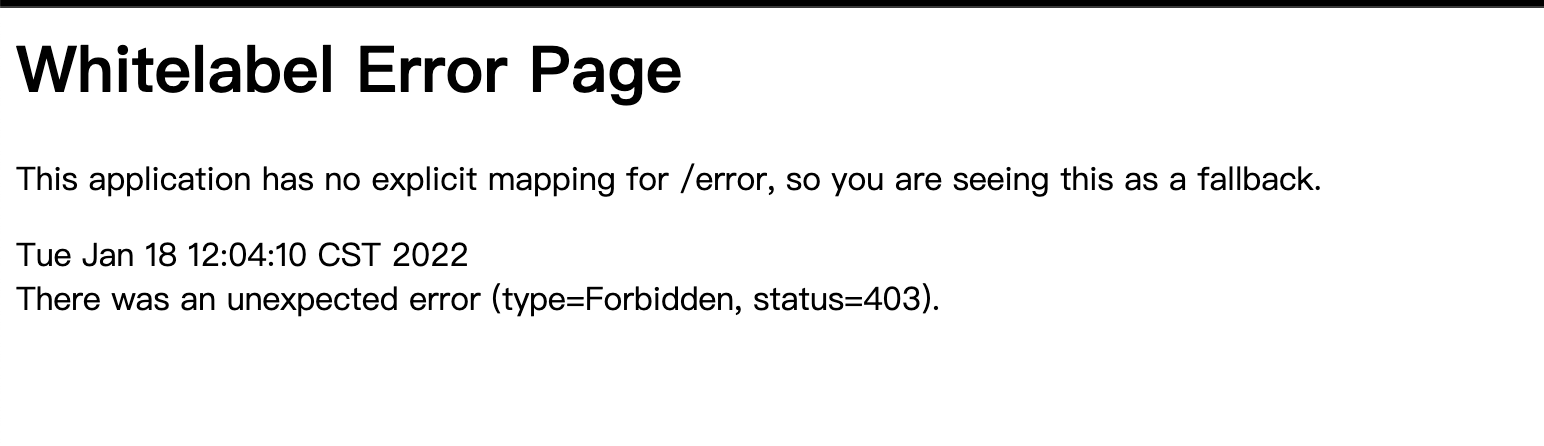 Whitelabel Error Page
This application has no explicit mapping for /error, so you are seeing this as a fallback.
Tue Jan 18 12:04:10 CST 2022
There was an unexpected error (type=Forbidden, status=403).